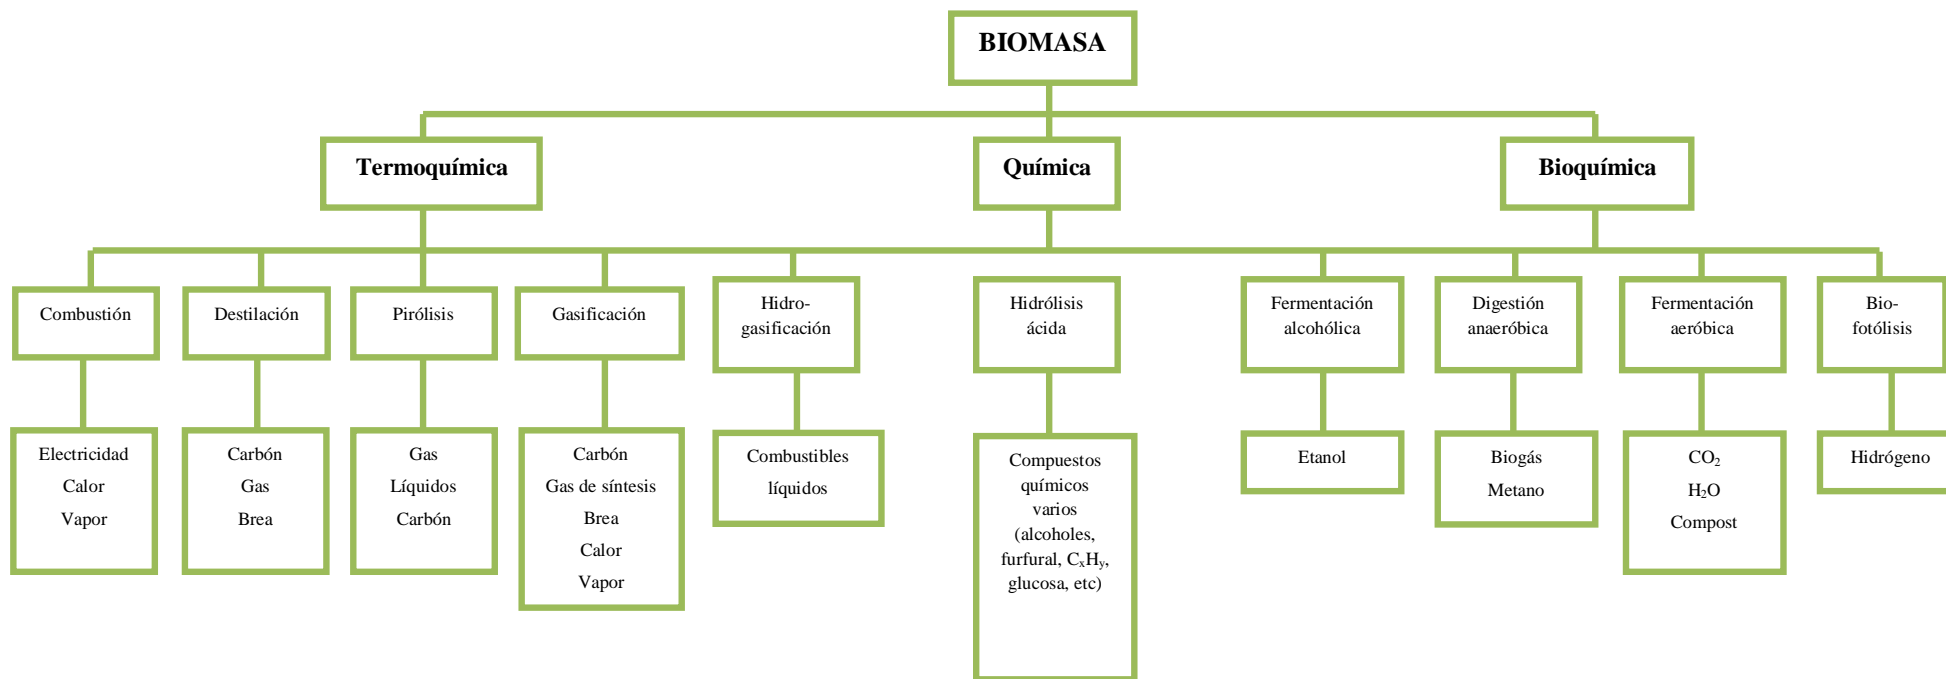 BIOMASA
Termoquímica
Química
Bioquímica
Combustión
Destilación
Pirólisis
Gasificación
Hidro-
gasificación
Hidrólisis
ácida
Fermentación
alcohólica
Digestión
anaeróbica
Fermentación
aeróbica
Bio-
fotólisis
Electricidad
Calor
Vapor
Carbón
Gas
Brea
Gas
Líquidos
Carbón
Carbón
Gas de síntesis
Brea
Calor
Vapor
Combustibles
líquidos
Compuestos
químicos
varios
(alcoholes,
furfural, CₓHᵧ,
glucosa, etc)
Etanol
Biogás
Metano
CO₂
H₂O
Compost
Hidrógeno